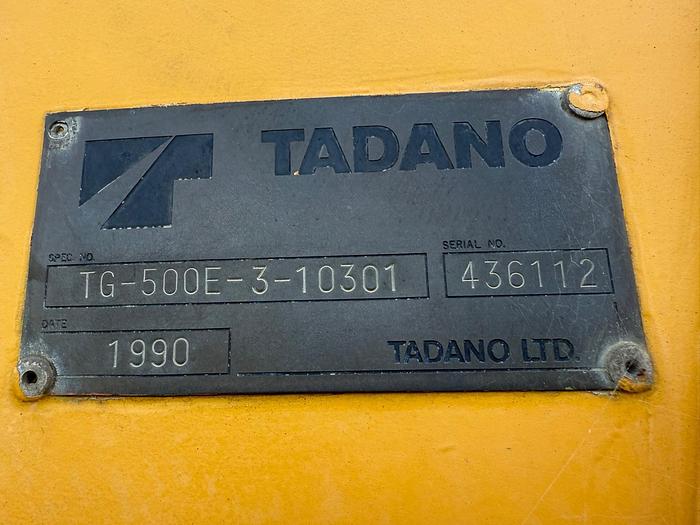 TADANO
SPEC NO.
SERIAL NO.
TG-500E-3-10301
436112
DATE
1990
TADANO LTD.